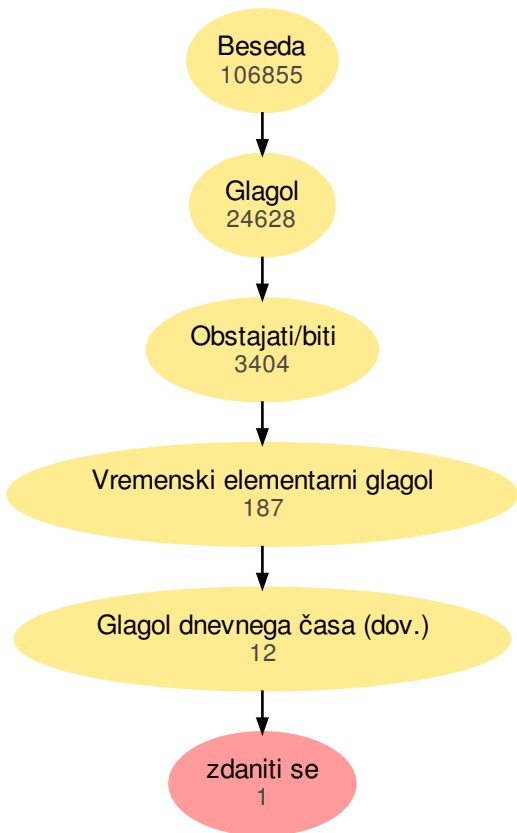 Beseda
106855
Glagol
24628
Obstajati/biti
3404
Vremenski elementarni glagol
187
Glagol dnevnega časa (dov.)
12
zdaniti se
1